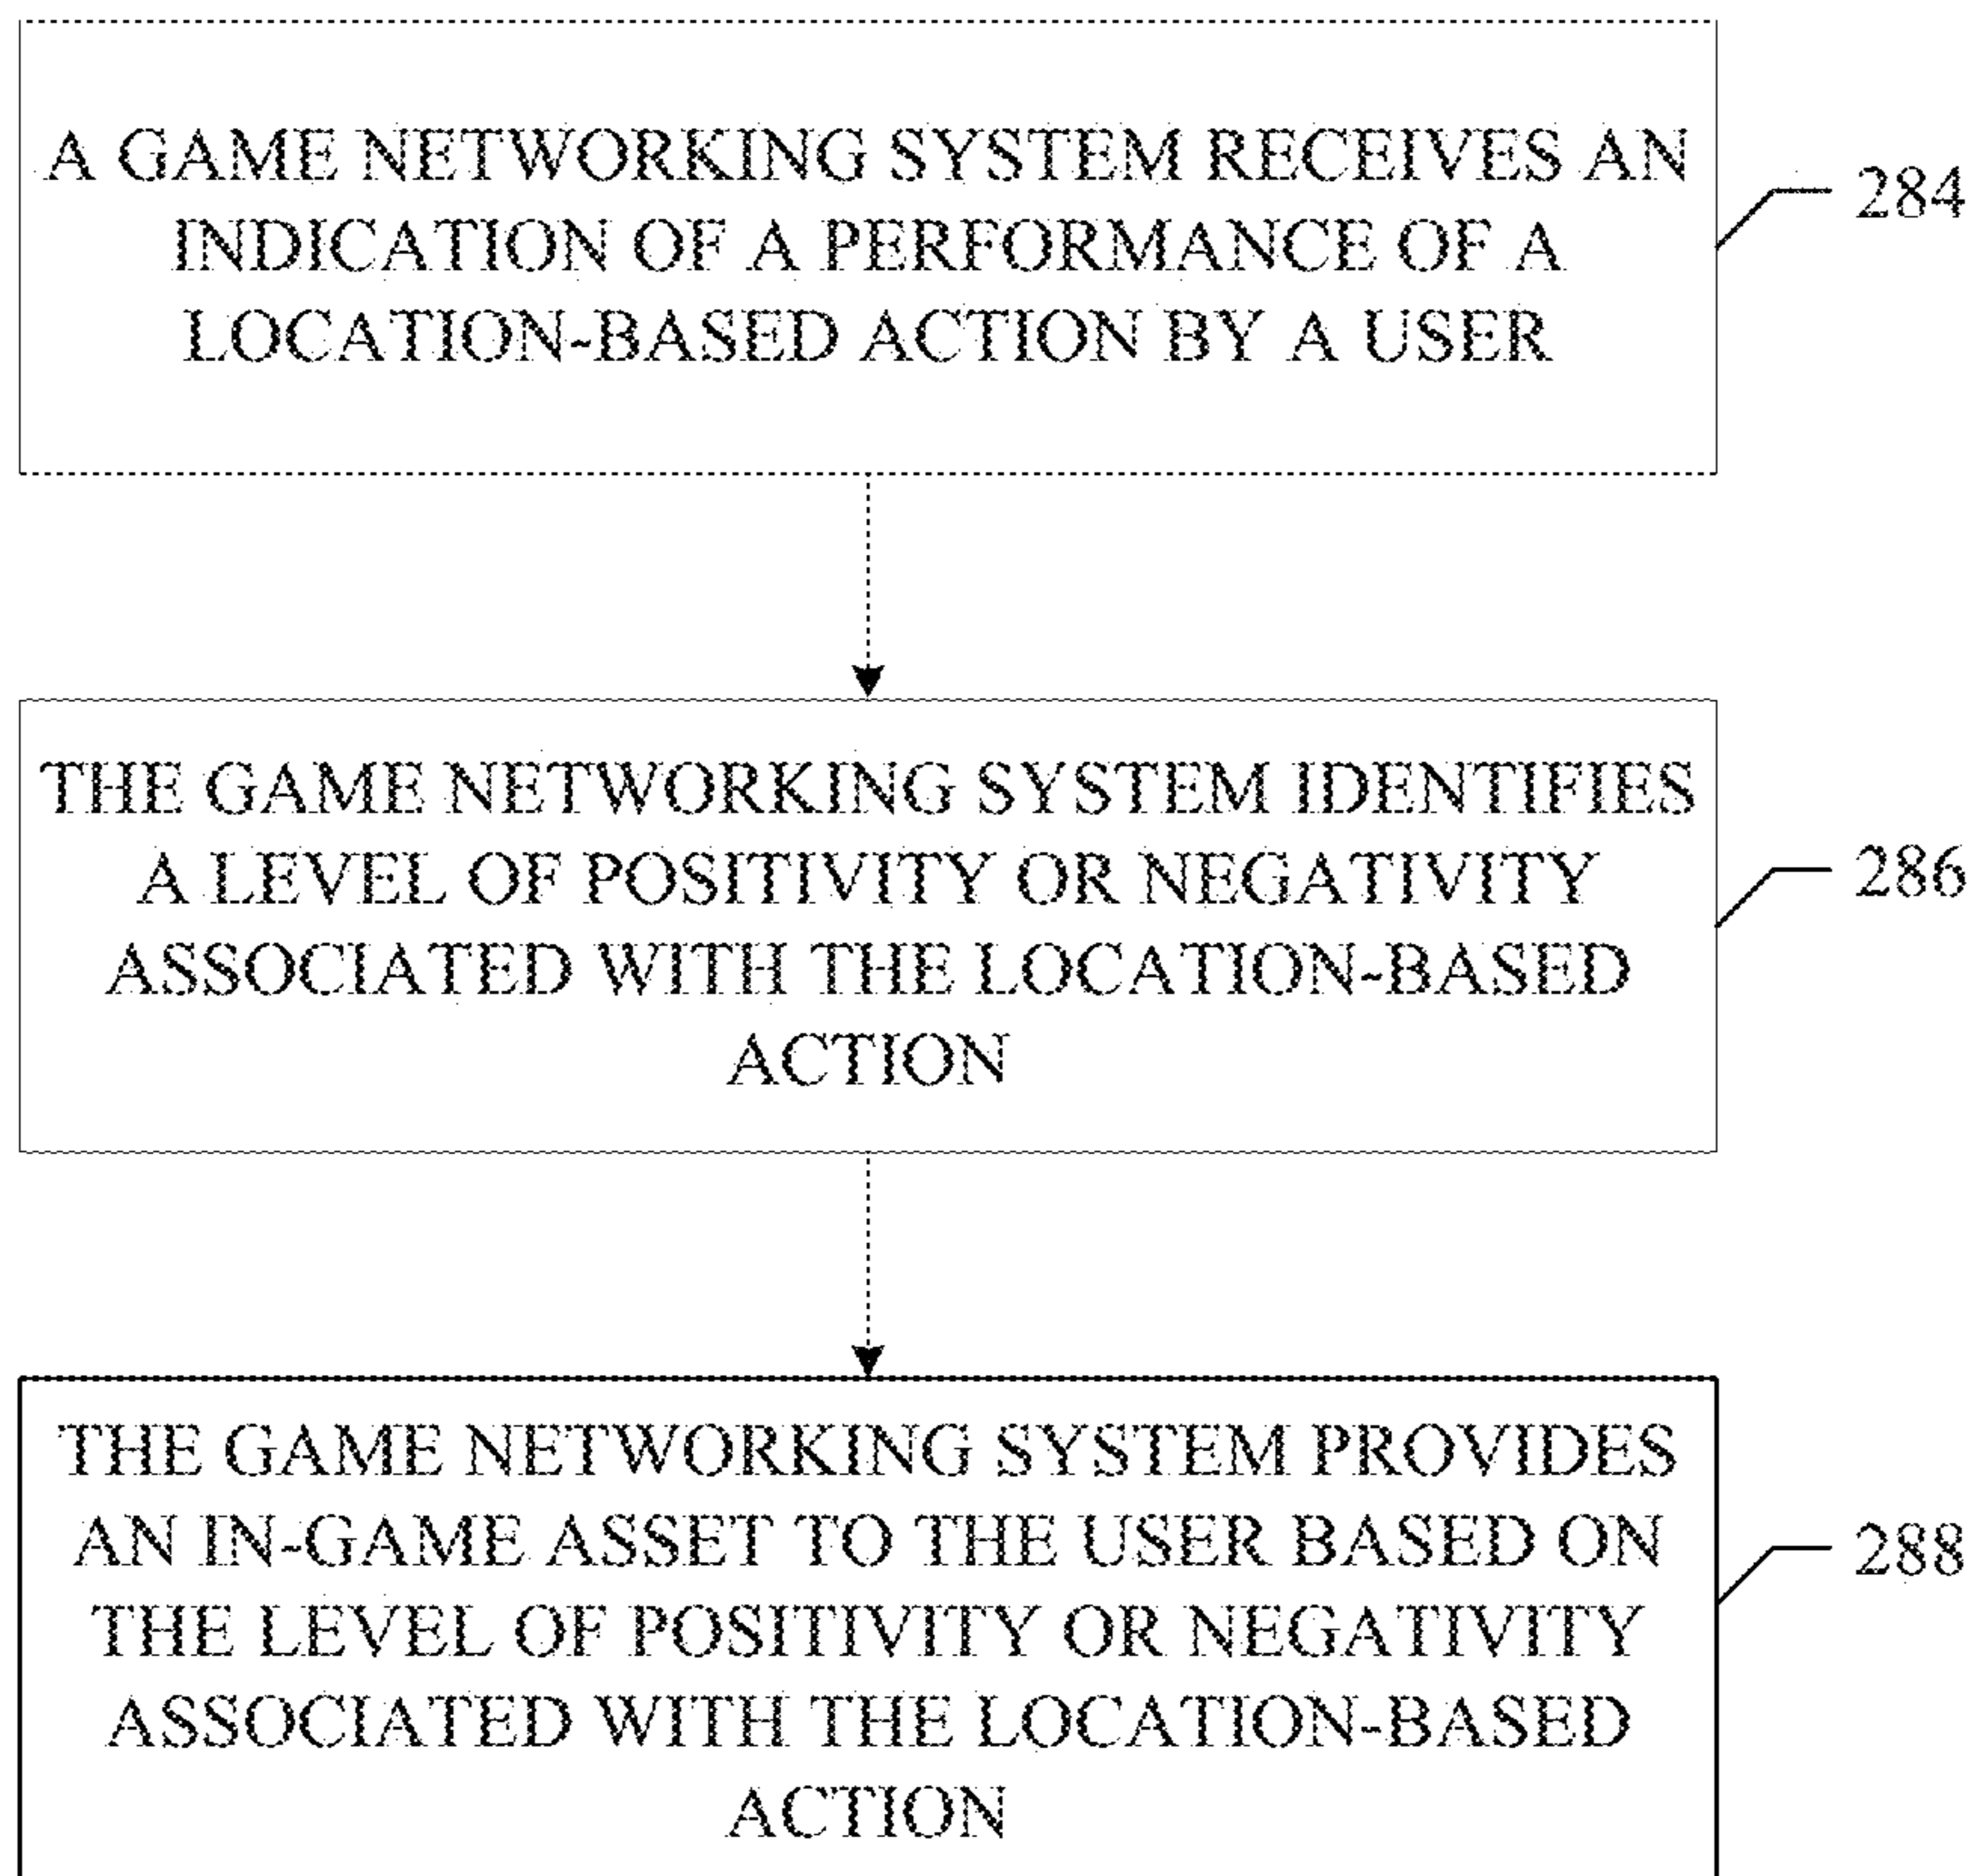 A GAME NETWORKING SYSTEM RECEIVES AN
INDICATION OF A PERFORMANCE OF A
LOCATION-BASED ACTION BY A USER
284
THE GAME NETWORKING SYSTEM IDENTIFIES
A LEVEL OF POSITIVITY OR NEGATIVITY
ASSOCIATED WITH THE LOCATION-BASED
ACTION
286
THE GAME NETWORKING SYSTEM PROVIDES
AN IN-GAME ASSET TO THE USER BASED ON
THE LEVEL OF POSITIVITY OR NEGATIVITY
ASSOCIATED WITH THE LOCATION-BASED
ACTION
288